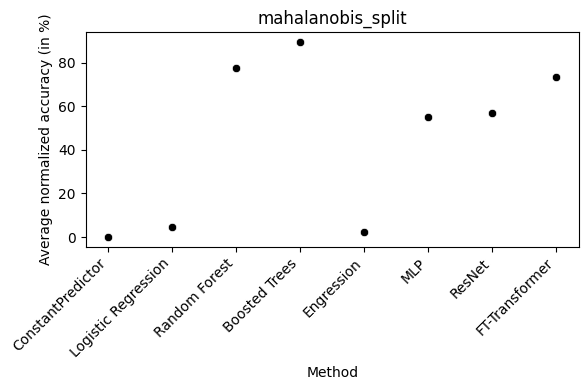 mahalanobis_split
Average normalized accuracy (in %)
80
60
40
20
0
ConstantPredictor
Logistic Regression
Random Forest
Boosted Trees
Engression
MLP
ResNet
FT-Transformer
Method